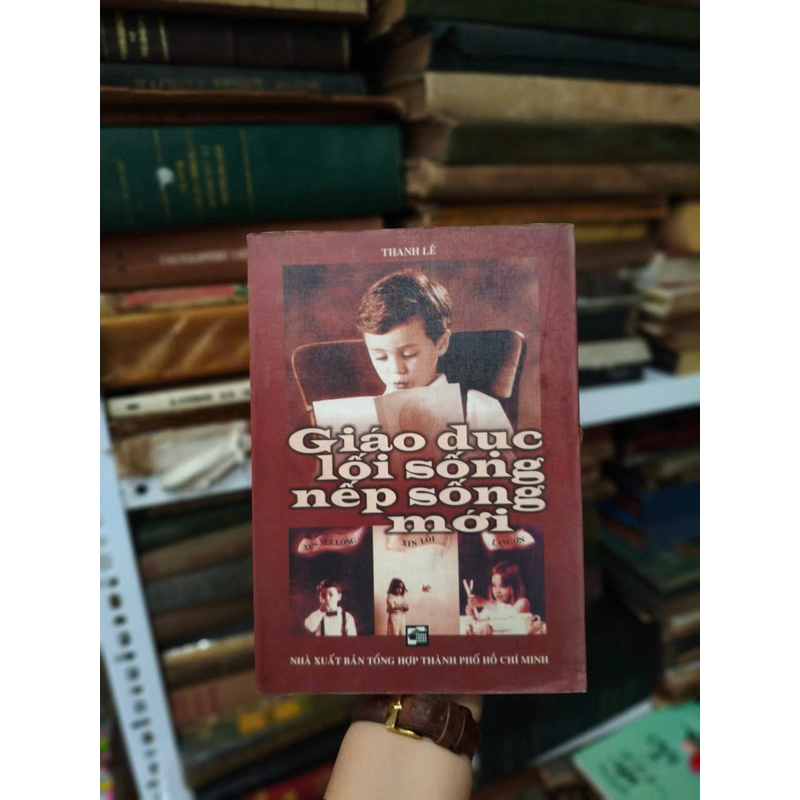 THANH LÊ
Giáo dục
lối sống
nếp sống
mới
XIN VUI LÒNG
XIN LỖI
CẢM ƠN
NHÀ XUẤT BẢN TỔNG HỢP THÀNH PHỐ HỒ CHÍ MINH